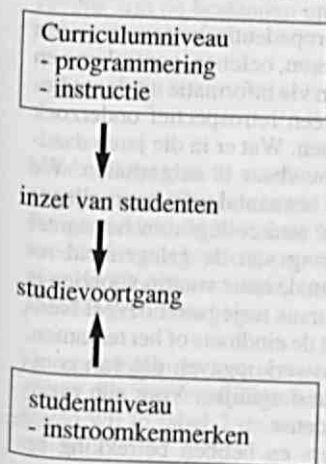 Curriculumniveau
- programmering
- instructie
inzet van studenten
studievoortgang
studentniveau
- instroomkenmerken